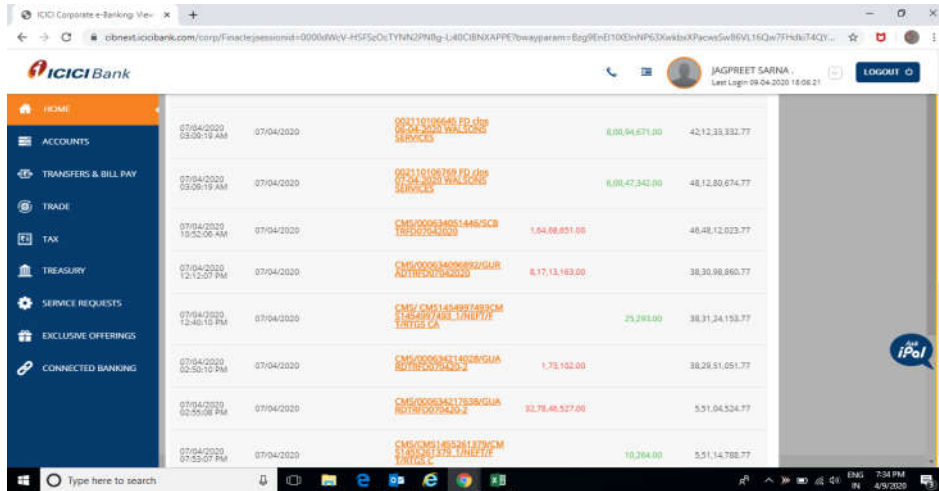 ICICI Corporate e-Banking: View
cibnext.icicibank.com/corp/Finacle;jsessionid=
ICICI Bank
JAGPREET SARNA .
Last Login 09-04-2020 18:08:21
LOGOUT
HOME
ACCOUNTS
TRANSFERS & BILL PAY
TRADE
TAX
TREASURY
SERVICE REQUESTS
EXCLUSIVE OFFERINGS
CONNECTED BANKING
07/04/2020
03:09:19 AM
07/04/2020
002110106645 FD clos
06-04-2020 WALSONS
SERVICES
8,00,94,671.00
42,12,33,332.77
07/04/2020
03:09:19 AM
07/04/2020
002110106769 FD clos
07-04-2020 WALSONS
SERVICES
6,00,47,342.00
48,12,80,674.77
07/04/2020
10:52:06 AM
07/04/2020
CMS/000634051446/SCB
TRFD07042020
1,64,68,651.00
46,48,12,023.77
07/04/2020
12:12:07 PM
07/04/2020
CMS/000634096892/GUR
ADTRFD07042020
8,17,13,163.00
38,30,98,860.77
07/04/2020
12:40:10 PM
07/04/2020
CMS/ CMS1454997493CM
S1454997493_1/NEFT/F
T/RTGS CA
25,293.00
38,31,24,153.77
07/04/2020
02:50:10 PM
07/04/2020
CMS/000634214028/GUA
RDTRFD070420-2
1,73,102.00
38,29,51,051.77
07/04/2020
02:55:08 PM
07/04/2020
CMS/000634217638/GUA
RDTRFD070420-2
32,78,46,527.00
5,51,04,524.77
07/04/2020
07:53:07 PM
07/04/2020
CMS/CMS1455261379/CM
S1455261379_1/NEFT/F
T/RTGS C
10,264.00
5,51,14,788.77
Ask
iPal
Type here to search
ENG
IN
7:34 PM
4/9/2020